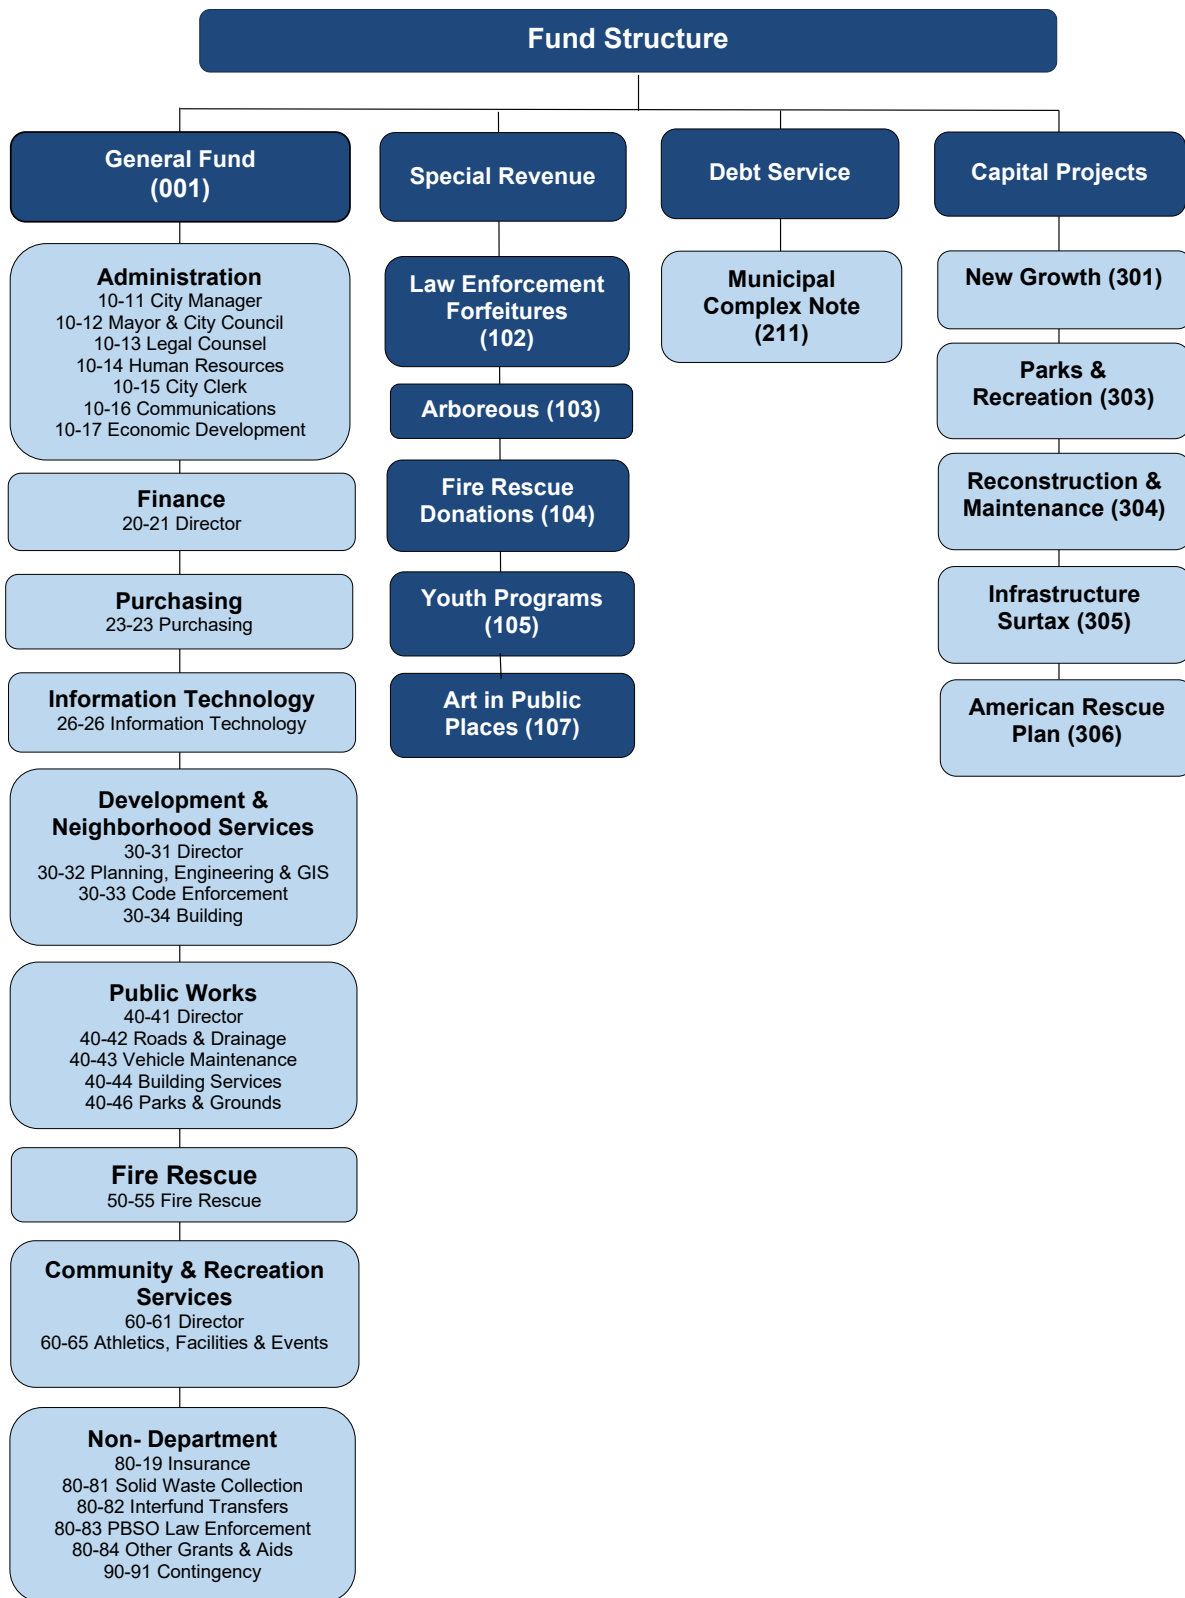 Fund Structure
General Fund
(001)
Administration
10-11 City Manager
10-12 Mayor & City Council
10-13 Legal Counsel
10-14 Human Resources
10-15 City Clerk
10-16 Communications
10-17 Economic Development
Finance
20-21 Director
Purchasing
23-23 Purchasing
Information Technology
26-26 Information Technology
Development &
Neighborhood Services
30-31 Director
30-32 Planning, Engineering & GIS
30-33 Code Enforcement
30-34 Building
Public Works
40-41 Director
40-42 Roads & Drainage
40-43 Vehicle Maintenance
40-44 Building Services
40-46 Parks & Grounds
Fire Rescue
50-55 Fire Rescue
Community & Recreation
Services
60-61 Director
60-65 Athletics, Facilities & Events
Non- Department
80-19 Insurance
80-81 Solid Waste Collection
80-82 Interfund Transfers
80-83 PBSO Law Enforcement
80-84 Other Grants & Aids
90-91 Contingency
Special Revenue
Law Enforcement
Forfeitures
(102)
Arboreous (103)
Fire Rescue
Donations (104)
Youth Programs
(105)
Art in Public
Places (107)
Debt Service
Municipal
Complex Note
(211)
Capital Projects
New Growth (301)
Parks &
Recreation (303)
Reconstruction &
Maintenance (304)
Infrastructure
Surtax (305)
American Rescue
Plan (306)